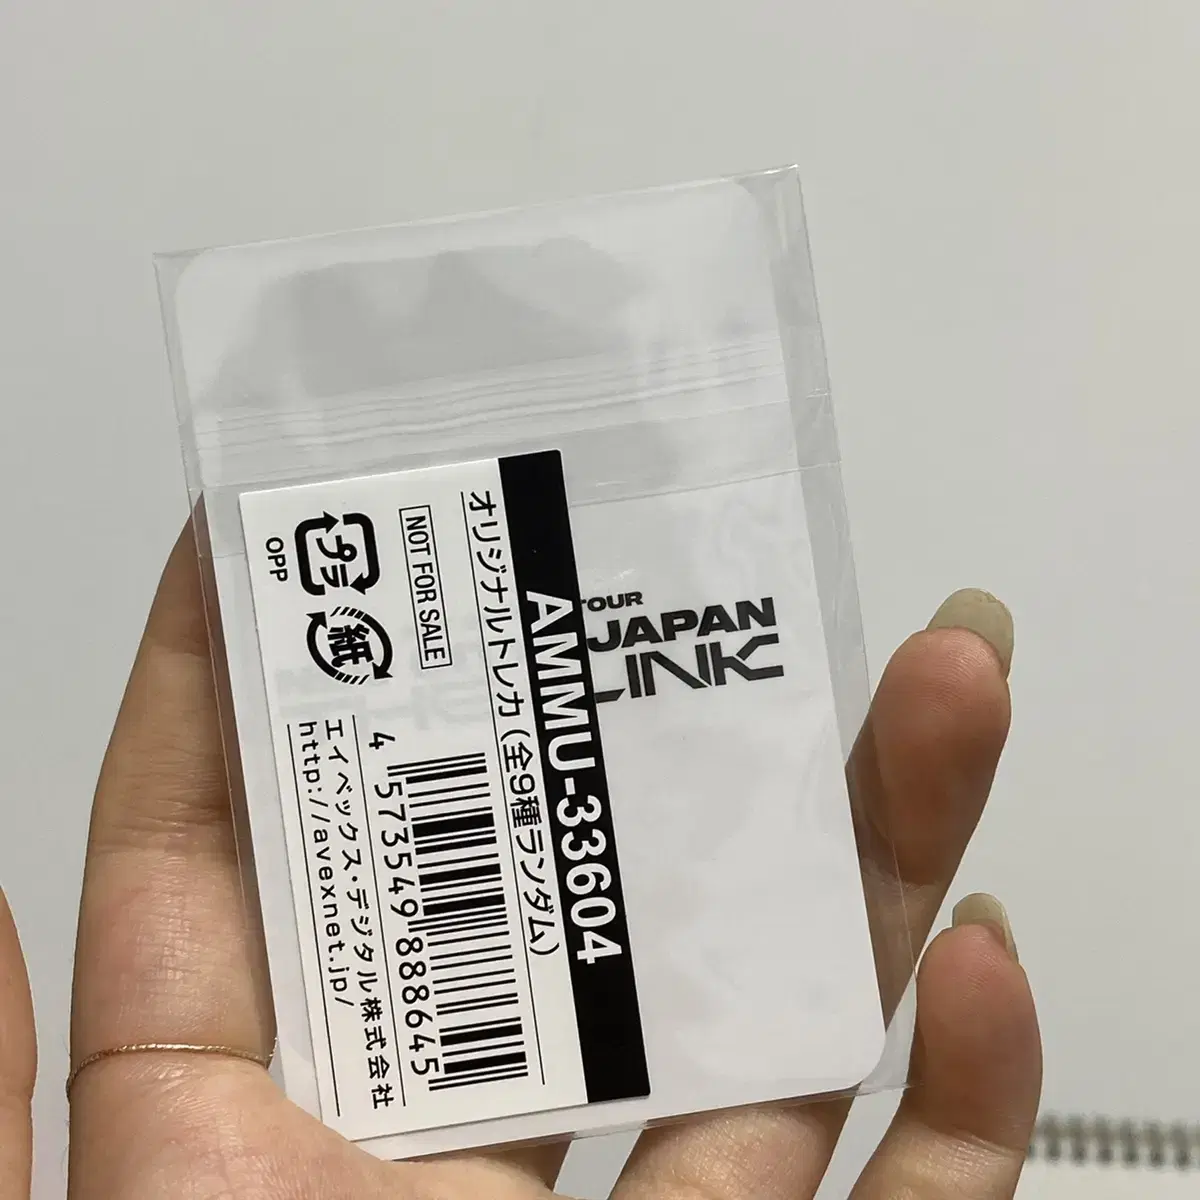 AMMU-33604
オリジナルトレカ(全9種ランダム)
NOT FOR SALE
プラ
紙
OPP
4 573549 888645
エイベックス・デジタル株式会社
http://avexnet.jp/
TOUR
JAPAN